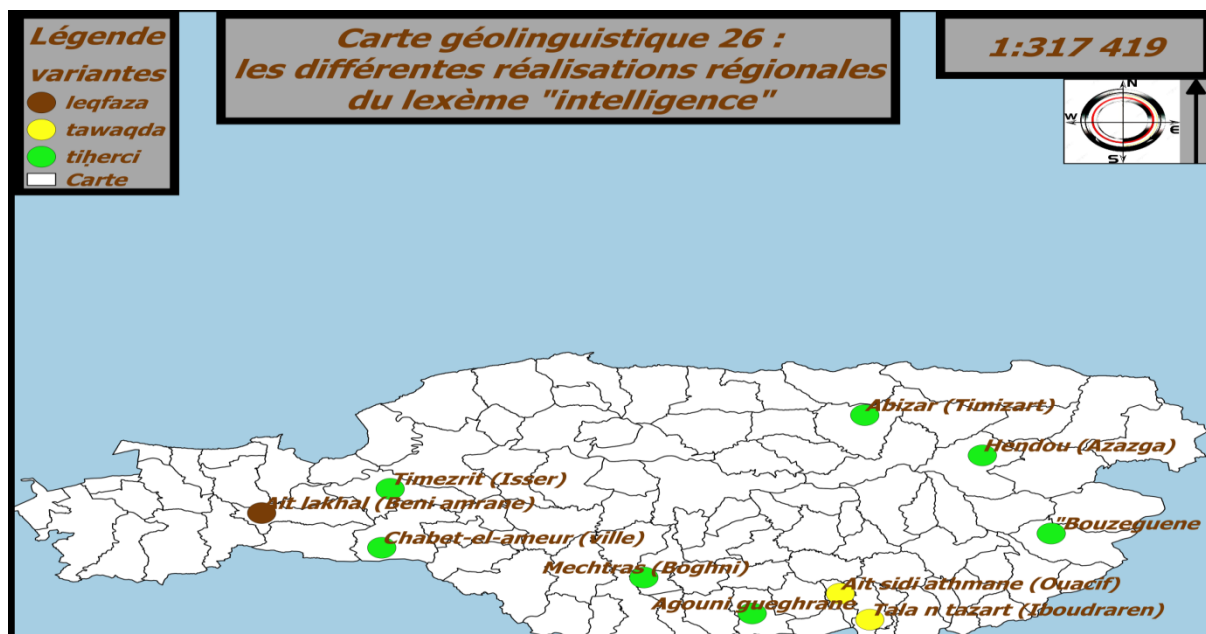 Légende
variantes
leqfaza
tawaqda
tiḥerci
Carte
Carte géolinguistique 26 :
les différentes réalisations régionales
du lexème "intelligence"
1:317 419
N
W
E
S
Abizar (Timizart)
Hendou (Azazga)
Timezrit (Isser)
Ait lakhal (Beni amrane)
"Bouzeguene
Chabet-el-ameur (ville)
Mechtras (Boghni)
Ait sidi athmane (Ouacif)
Agouni gueghrane
Tala n tazart (Iboudraren)